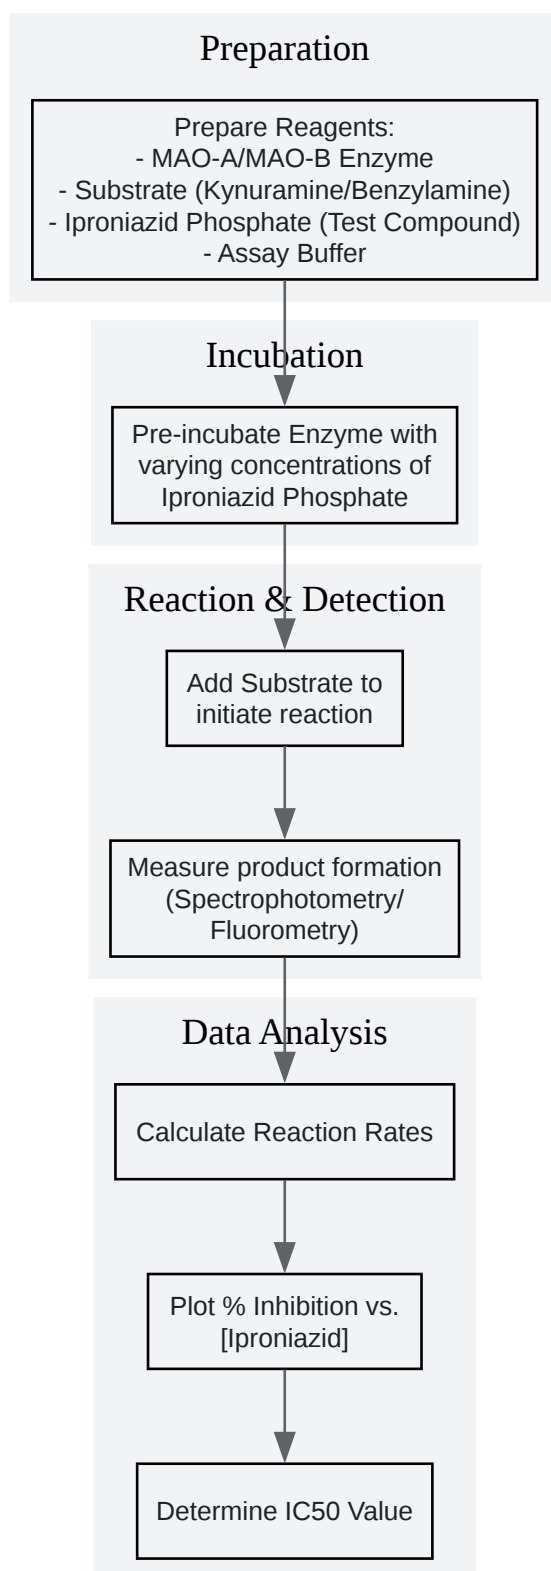 Preparation
Prepare Reagents:
- MAO-A/MAO-B Enzyme
- Substrate (Kynuramine/Benzylamine)
- Iproniazid Phosphate (Test Compound)
- Assay Buffer
Incubation
Pre-incubate Enzyme with
varying concentrations of
Iproniazid Phosphate
Reaction & Detection
Add Substrate to
initiate reaction
Measure product formation
(Spectrophotometry/
Fluorometry)
Data Analysis
Calculate Reaction Rates
Plot % Inhibition vs.
[Iproniazid]
Determine IC50 Value